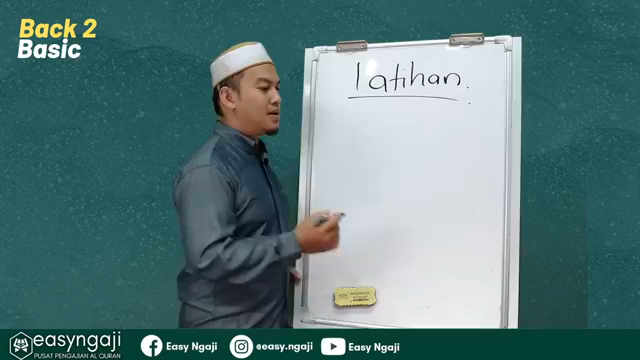 Back 2
Basic
latihan.
easyngaji
PUSAT PENGAJIAN AL QURAN
Easy Ngaji
@easy.ngaji
Easy Ngaji